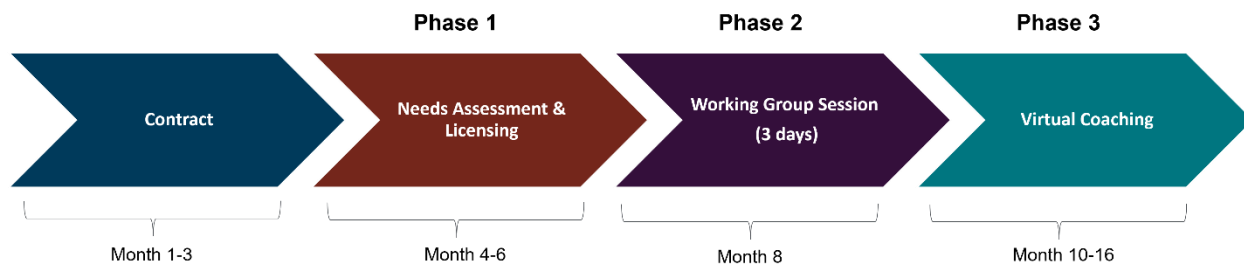 Phase 1
Phase 2
Phase 3
Contract
Needs Assessment &
Licensing
Working Group Session
(3 days)
Virtual Coaching
Month 1-3
Month 4-6
Month 8
Month 10-16